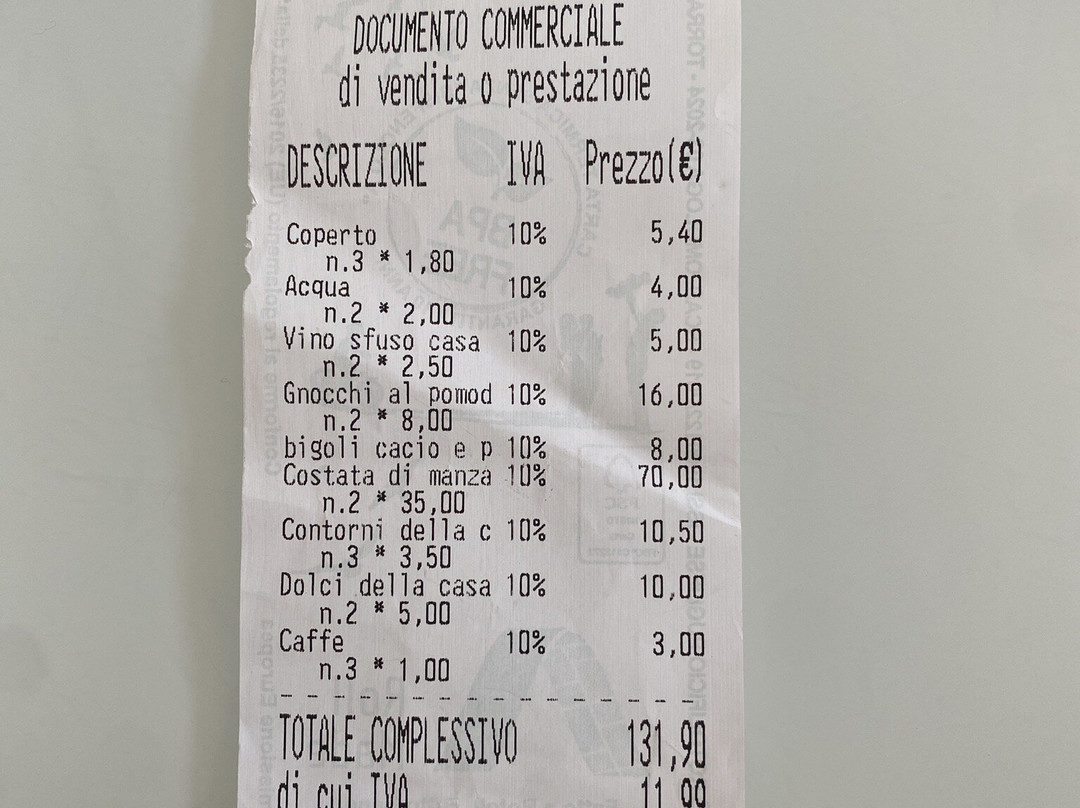 DOCUMENTO COMMERCIALE
di vendita o prestazione
DESCRIZIONE IVA Prezzo(€)
Coperto 10% 5,40
n.3 * 1,80
Acqua 10% 4,00
n.2 * 2,00
Vino sfuso casa 10% 5,00
n.2 * 2,50
Gnocchi al pomod 10% 16,00
n.2 * 8,00
bigoli cacio e p 10% 8,00
Costata di manza 10% 70,00
n.2 * 35,00
Contorni della c 10% 10,50
n.3 * 3,50
Dolci della casa 10% 10,00
n.2 * 5,00
Caffe 10% 3,00
n.3 * 1,00
TOTALE COMPLESSIVO 131,90
di cui IVA 11,99